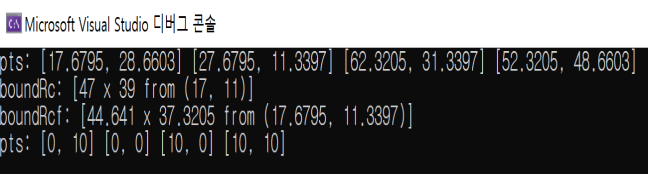 Microsoft Visual Studio 디버그 콘솔
pts: [17.6795, 28.6603] [27.6795, 11.3397] [62.3205, 31.3397] [52.3205, 48.6603]
boundRc: [47 x 39 from (17, 11)]
boundRcf: [44.641 x 37.3205 from (17.6795, 11.3397)]
pts: [0, 10] [0, 0] [10, 0] [10, 10]